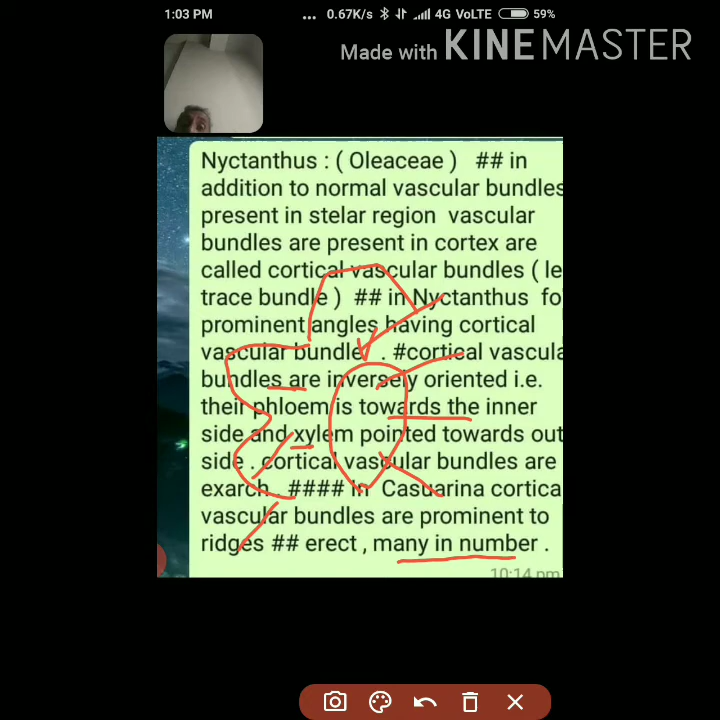 1:03 PM ... 0.67K/s 4G VoLTE 59%
Made with KINEMASTER
Nyctanthus : ( Oleaceae ) ## in
addition to normal vascular bundles
present in stelar region vascular
bundles are present in cortex are
called cortical vascular bundles ( le
trace bundle ) ## in Nyctanthus fo
prominent angles having cortical
vascular bundle . #cortical vascula
bundles are inversely oriented i.e.
their phloem is towards the inner
side and xylem pointed towards out
side . cortical vascular bundles are
exarch . #### in Casuarina cortica
vascular bundles are prominent to
ridges ## erect , many in number .
10:14 pm